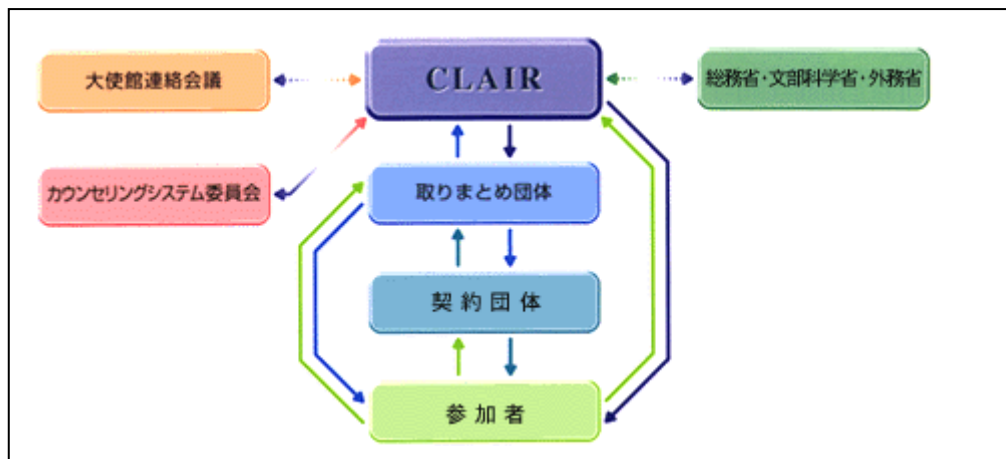 大使館連絡会議
CLAIR
総務省・文部科学省・外務省
カウンセリングシステム委員会
取りまとめ団体
契約団体
参加者